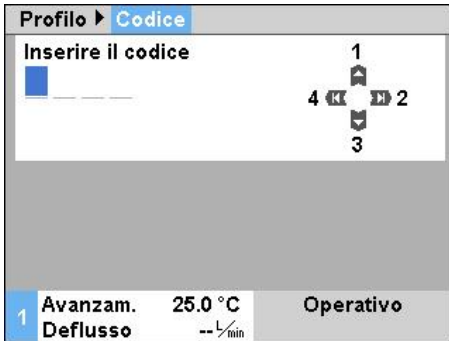 Profilo Codice
Inserire il codice
1
4 2
3
1 Avanzam. 25.0 °C Operativo
Deflusso -- L/min